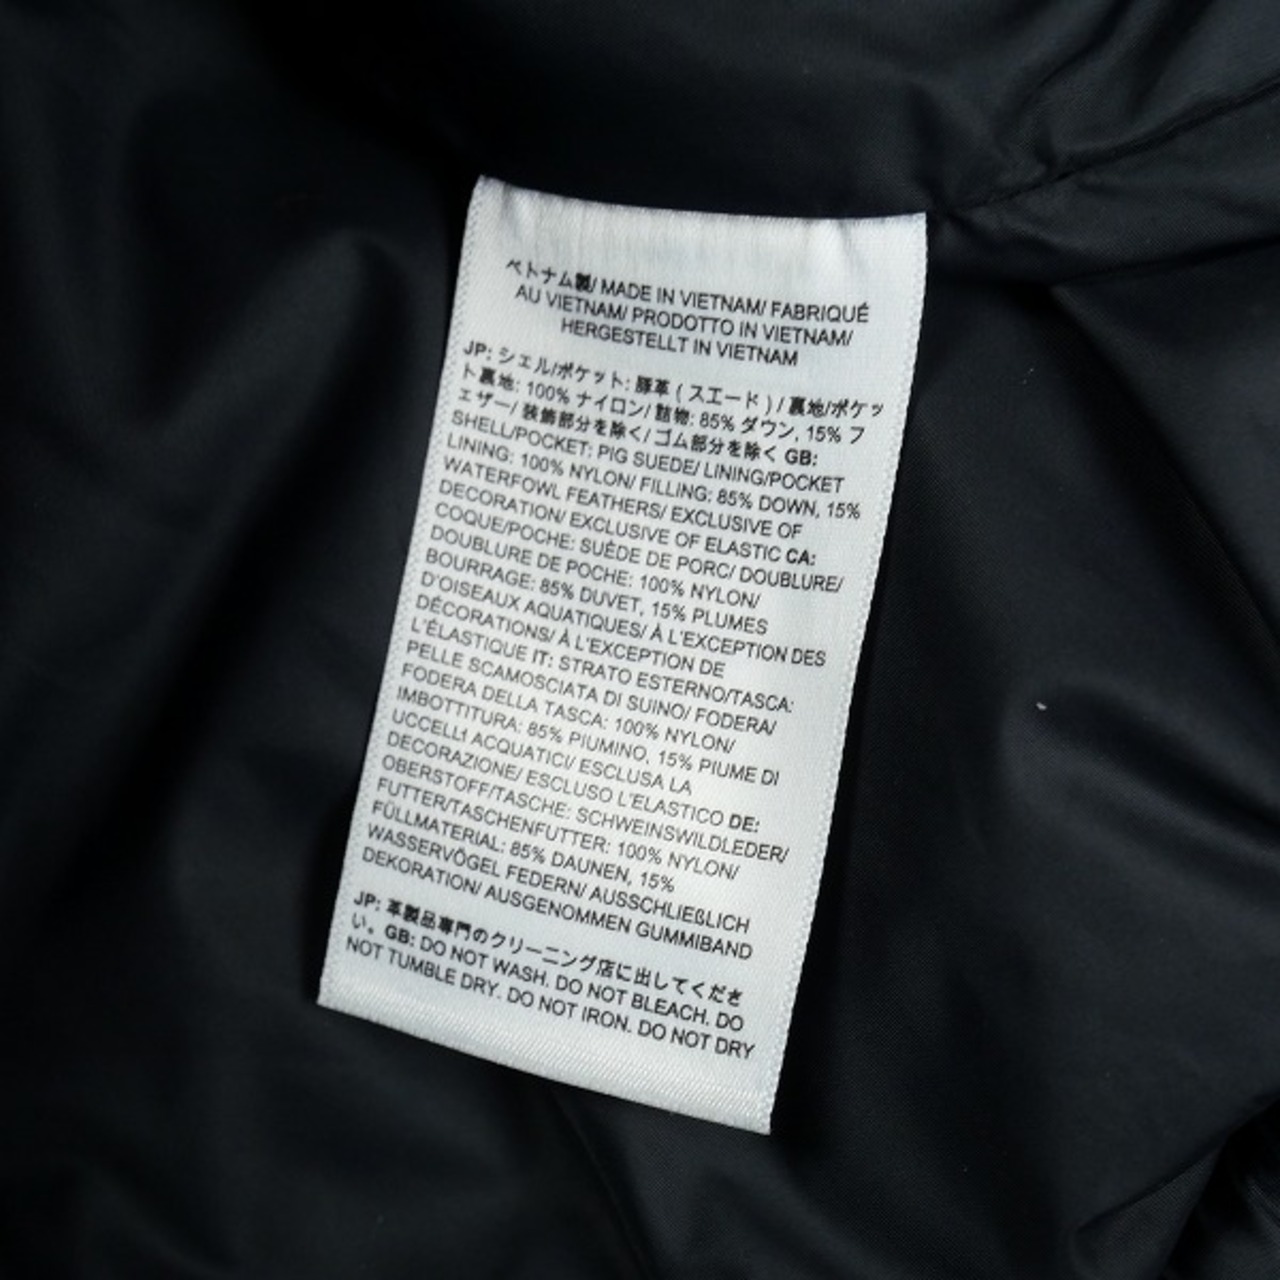 ベトナム製/ MADE IN VIETNAM/ FABRIQUÉ
AU VIETNAM/ PRODOTTO IN VIETNAM/
HERGESTELLT IN VIETNAM
JP: シェル/ポケット: 豚革 ( スエード ) / 裏地/ポケッ
ト裏地: 100% ナイロン/ 詰物: 85% ダウン, 15% フ
ェザー/ 装飾部分を除く/ ゴム部分を除く GB:
SHELL/POCKET: PIG SUEDE/ LINING/POCKET
LINING: 100% NYLON/ FILLING: 85% DOWN, 15%
WATERFOWL FEATHERS/ EXCLUSIVE OF
DECORATION/ EXCLUSIVE OF ELASTIC CA:
COQUE/POCHE: SUÈDE DE PORC/ DOUBLURE/
DOUBLURE DE POCHE: 100% NYLON/
BOURRAGE: 85% DUVET, 15% PLUMES
D'OISEAUX AQUATIQUES/ À L'EXCEPTION DES
DÉCORATIONS/ À L'EXCEPTION DE
L'ÉLASTIQUE IT: STRATO ESTERNO/TASCA:
PELLE SCAMOSCIATA DI SUINO/ FODERA/
FODERA DELLA TASCA: 100% NYLON/
IMBOTTITURA: 85% PIUMINO, 15% PIUME DI
UCCELLI ACQUATICI/ ESCLUSA LA
DECORAZIONE/ ESCLUSO L'ELASTICO DE:
OBERSTOFF/TASCHE: SCHWEINSWILDLEDER/
FUTTER/TASCHENFUTTER: 100% NYLON/
FÜLLMATERIAL: 85% DAUNEN, 15%
WASSERVÖGEL FEDERN/ AUSSCHLIEßLICH
DEKORATION/ AUSGENOMMEN GUMMIBAND
JP: 革製品専門のクリーニング店に出してくださ
い。GB: DO NOT WASH. DO NOT BLEACH. DO
NOT TUMBLE DRY. DO NOT IRON. DO NOT DRY